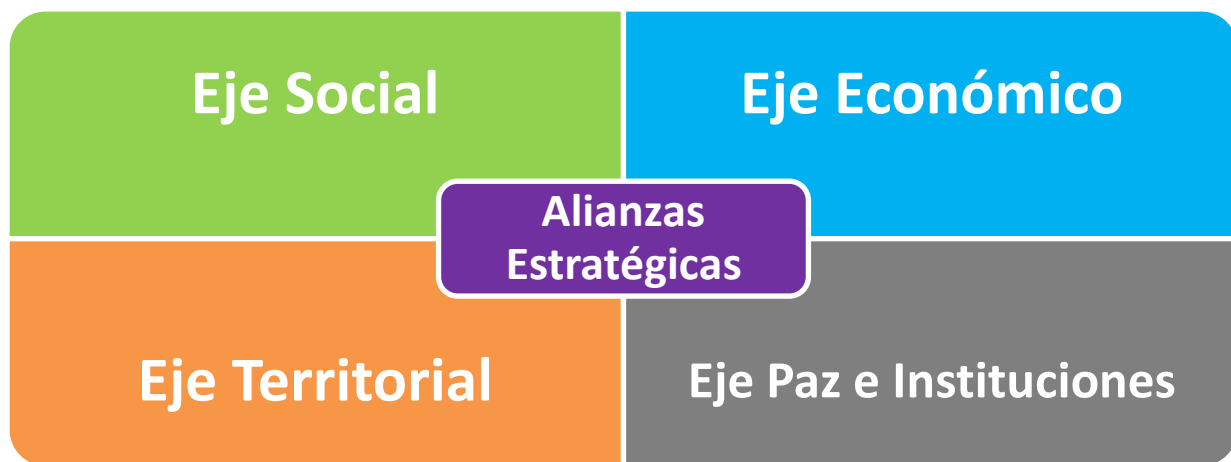 Eje Social
Eje Económico
Alianzas
Estratégicas
Eje Territorial
Eje Paz e Instituciones